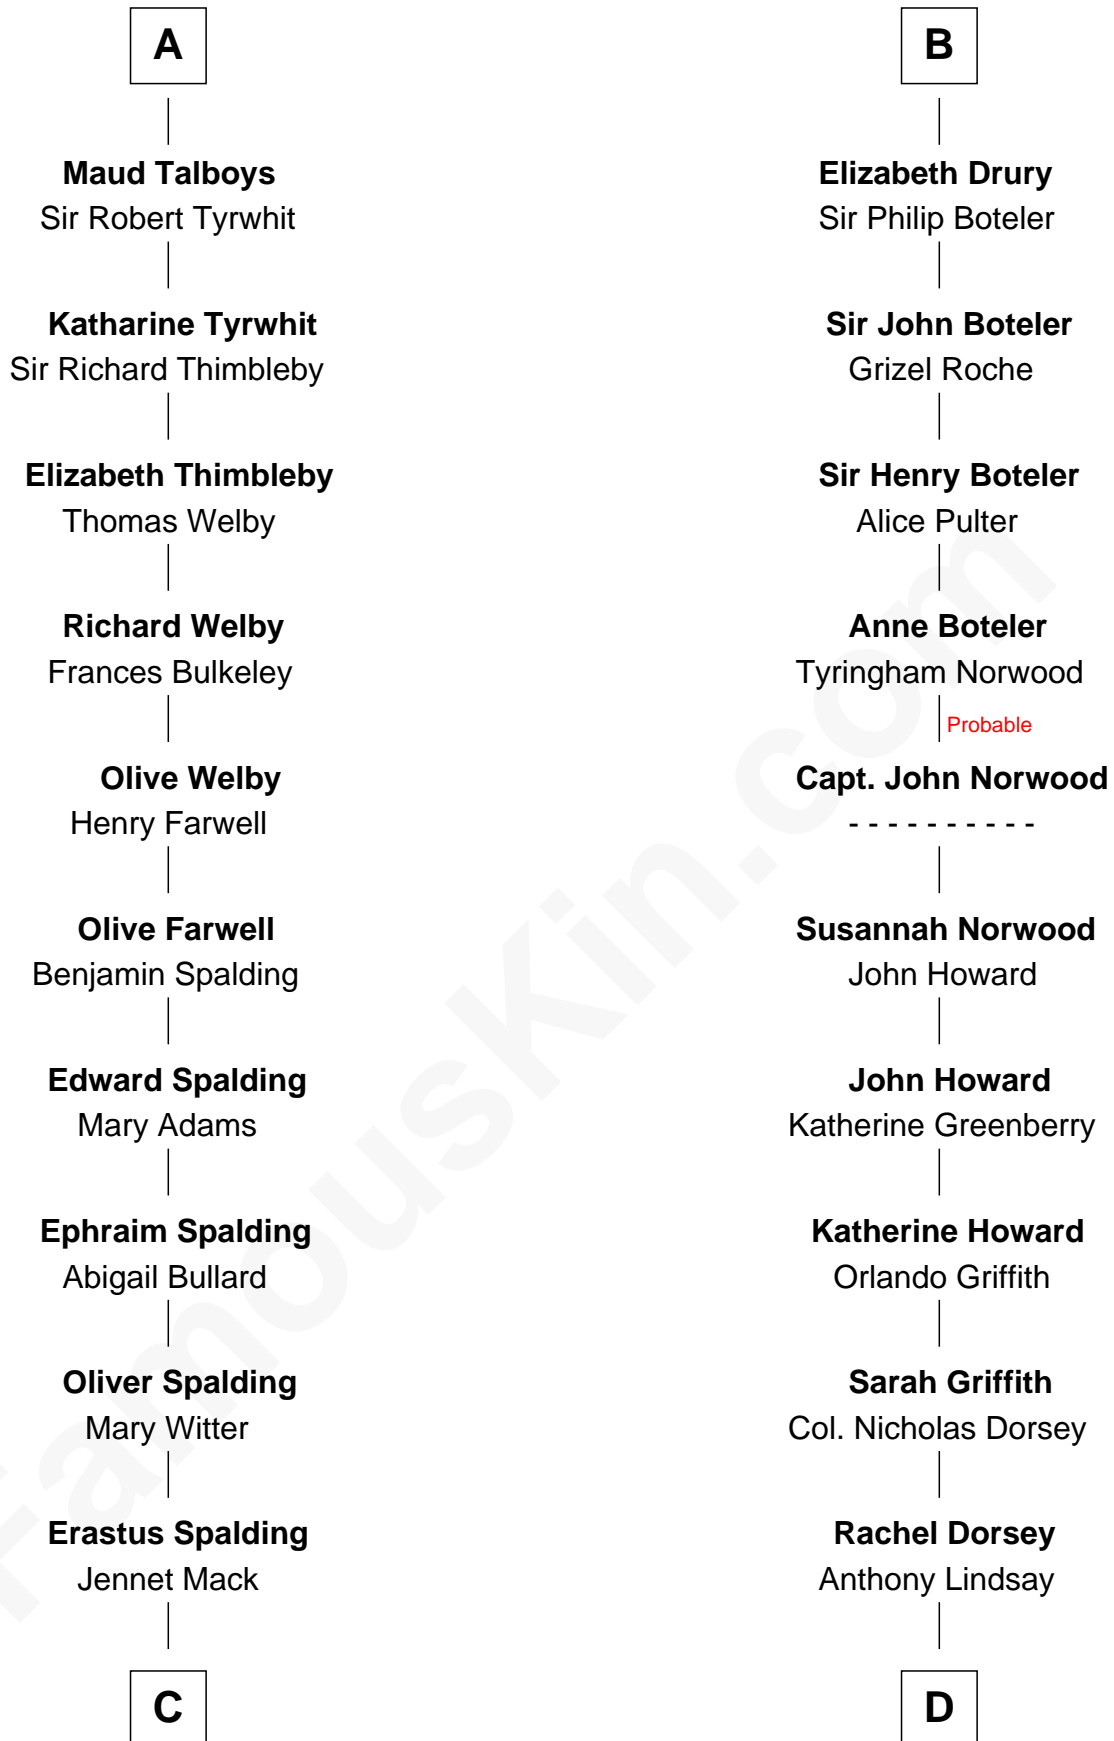 A
Maud Talboys
Sir Robert Tyrwhit
Katharine Tyrwhit
Sir Richard Thimbleby
Elizabeth Thimbleby
Thomas Welby
Richard Welby
Frances Bulkeley
Olive Welby
Henry Farwell
Olive Farwell
Benjamin Spalding
Edward Spalding
Mary Adams
Ephraim Spalding
Abigail Bullard
Oliver Spalding
Mary Witter
Erastus Spalding
Jennet Mack
C
B
Elizabeth Drury
Sir Philip Boteler
Sir John Boteler
Grizel Roche
Sir Henry Boteler
Alice Pulter
Anne Boteler
Tyringham Norwood
Probable
Capt. John Norwood
- - - - - - - - - -
Susannah Norwood
John Howard
John Howard
Katherine Greenberry
Katherine Howard
Orlando Griffith
Sarah Griffith
Col. Nicholas Dorsey
Rachel Dorsey
Anthony Lindsay
D
FamousKin.com